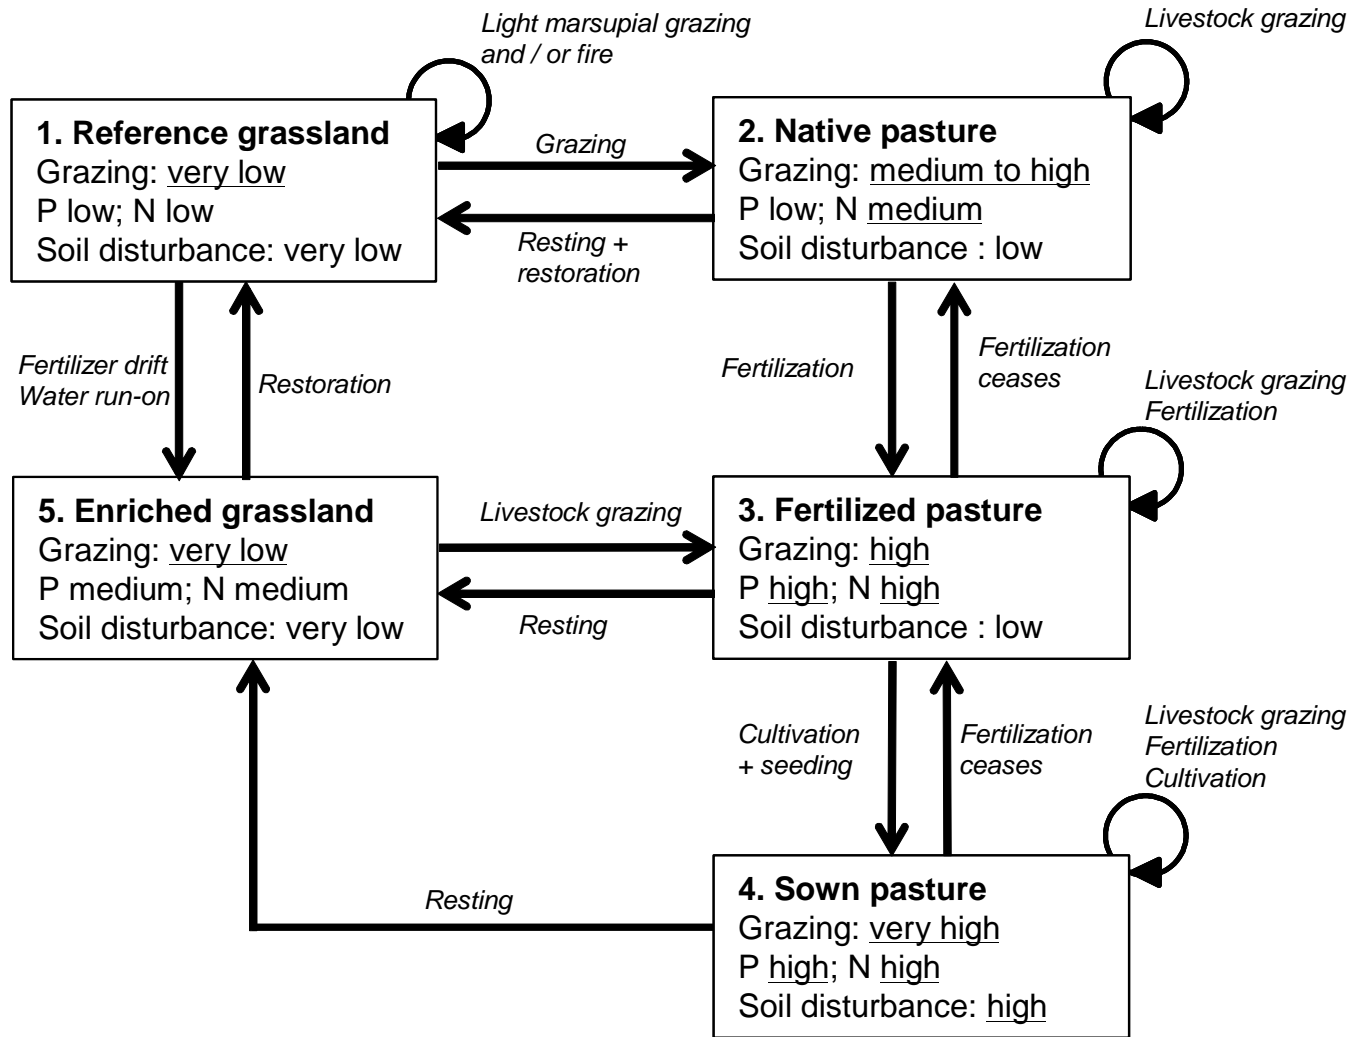 Light marsupial grazing
and / or fire
Livestock grazing
1. Reference grassland
Grazing: very low
P low; N low
Soil disturbance: very low
Grazing
Resting +
restoration
2. Native pasture
Grazing: medium to high
P low; N medium
Soil disturbance : low
Fertilizer drift
Water run-on
Restoration
Fertilization
Fertilization
ceases
Livestock grazing
Fertilization
5. Enriched grassland
Grazing: very low
P medium; N medium
Soil disturbance: very low
Livestock grazing
Resting
3. Fertilized pasture
Grazing: high
P high; N high
Soil disturbance : low
Cultivation
+ seeding
Fertilization
ceases
Livestock grazing
Fertilization
Cultivation
Resting
4. Sown pasture
Grazing: very high
P high; N high
Soil disturbance: high